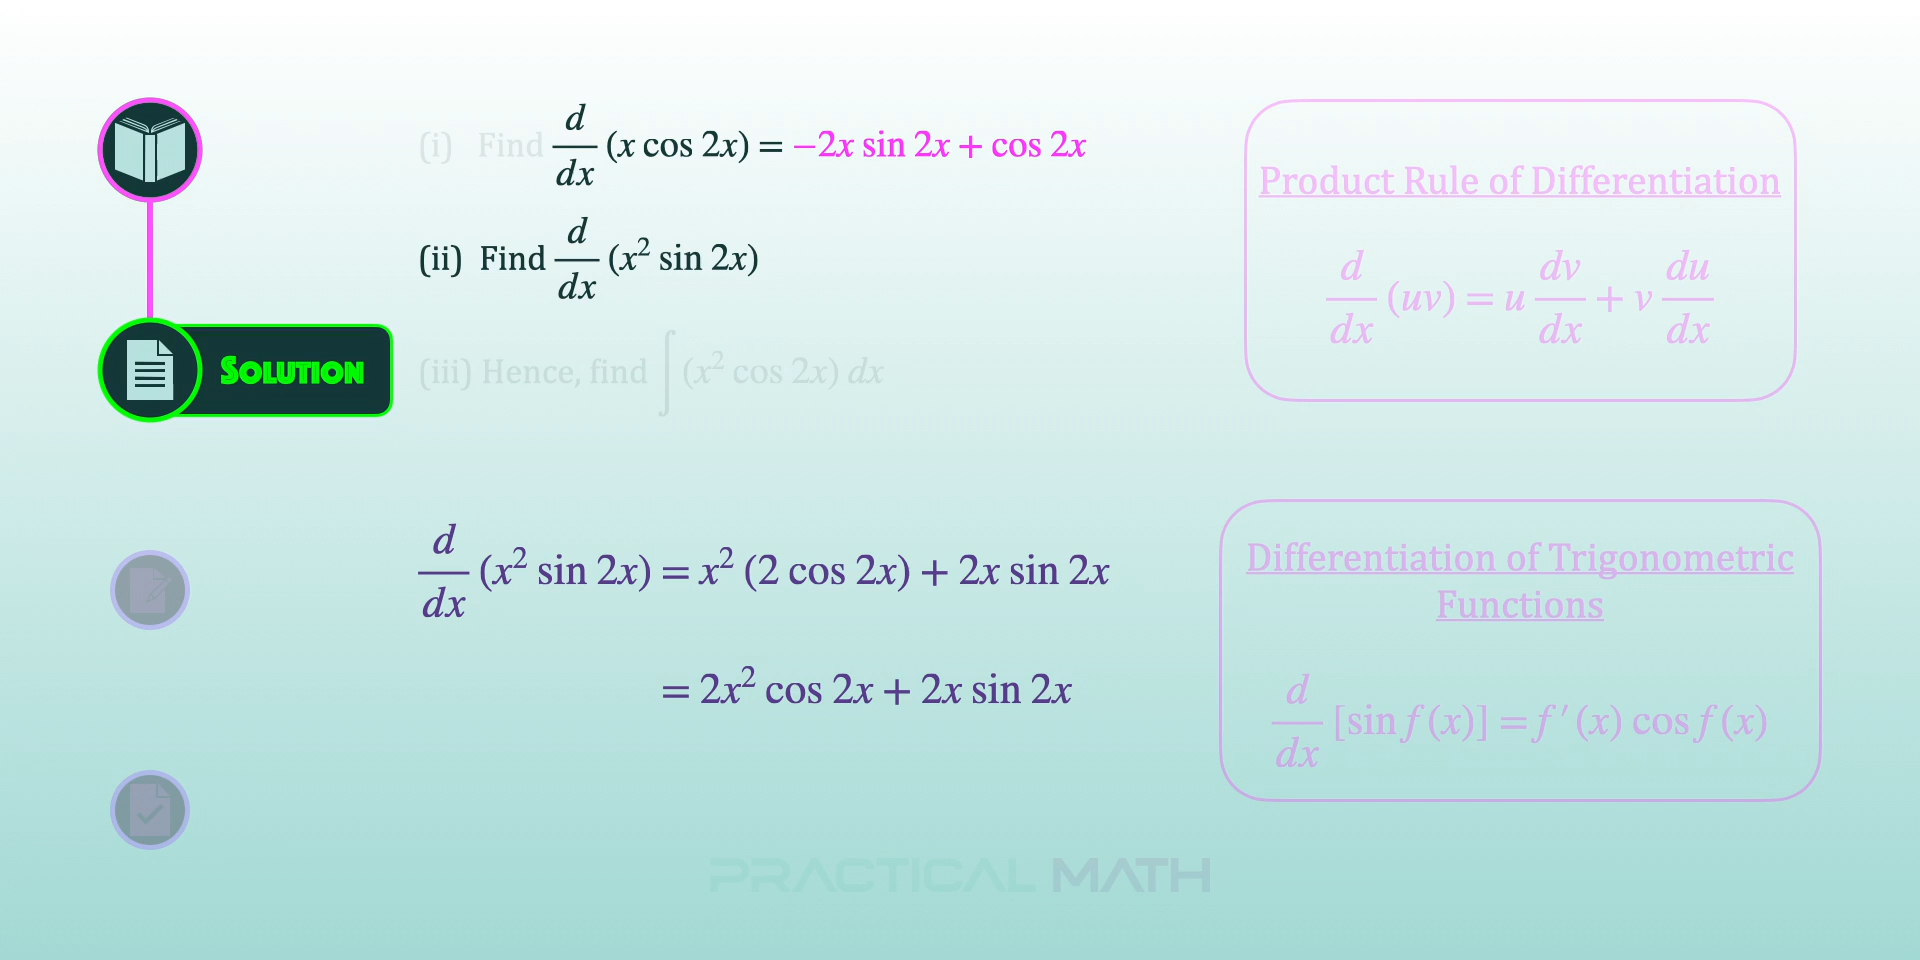 (i) Find d/dx (x cos 2x) = −2x sin 2x + cos 2x
(ii) Find d/dx (x² sin 2x)
SOLUTION
(iii) Hence, find ∫ (x² cos 2x) dx
Product Rule of Differentiation
d/dx (uv) = u dv/dx + v du/dx
d/dx (x² sin 2x) = x² (2 cos 2x) + 2x sin 2x
= 2x² cos 2x + 2x sin 2x
Differentiation of Trigonometric
Functions
d/dx [sin f (x)] = f ′(x) cos f (x)
PRACTICAL MATH